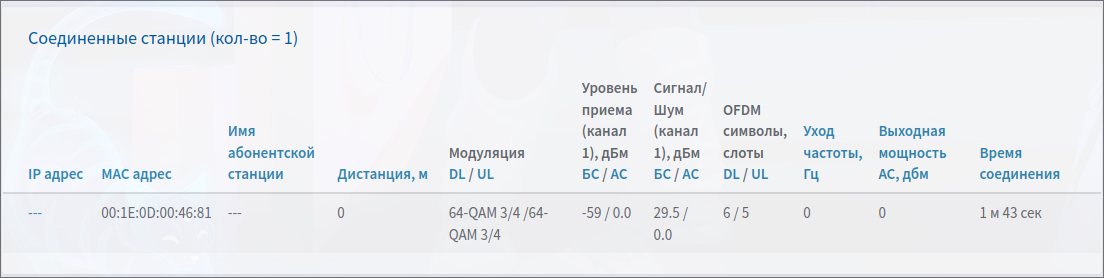 Соединенные станции (кол-во = 1)
IP адрес
MAC адрес
Имя
абонентской
станции
Дистанция, м
Модуляция
DL / UL
Уровень
приема
(канал
1), дБм
БС / АС
Сигнал/
Шум
(канал
1), дБм
БС / АС
OFDM
символы,
слоты
DL / UL
Уход
частоты,
Гц
Выходная
мощность
АС, дбм
Время
соединения
---
00:1E:0D:00:46:81
---
0
64-QAM 3/4 /64-
QAM 3/4
-59 / 0.0
29.5 /
0.0
6 / 5
0
0
1 м 43 сек